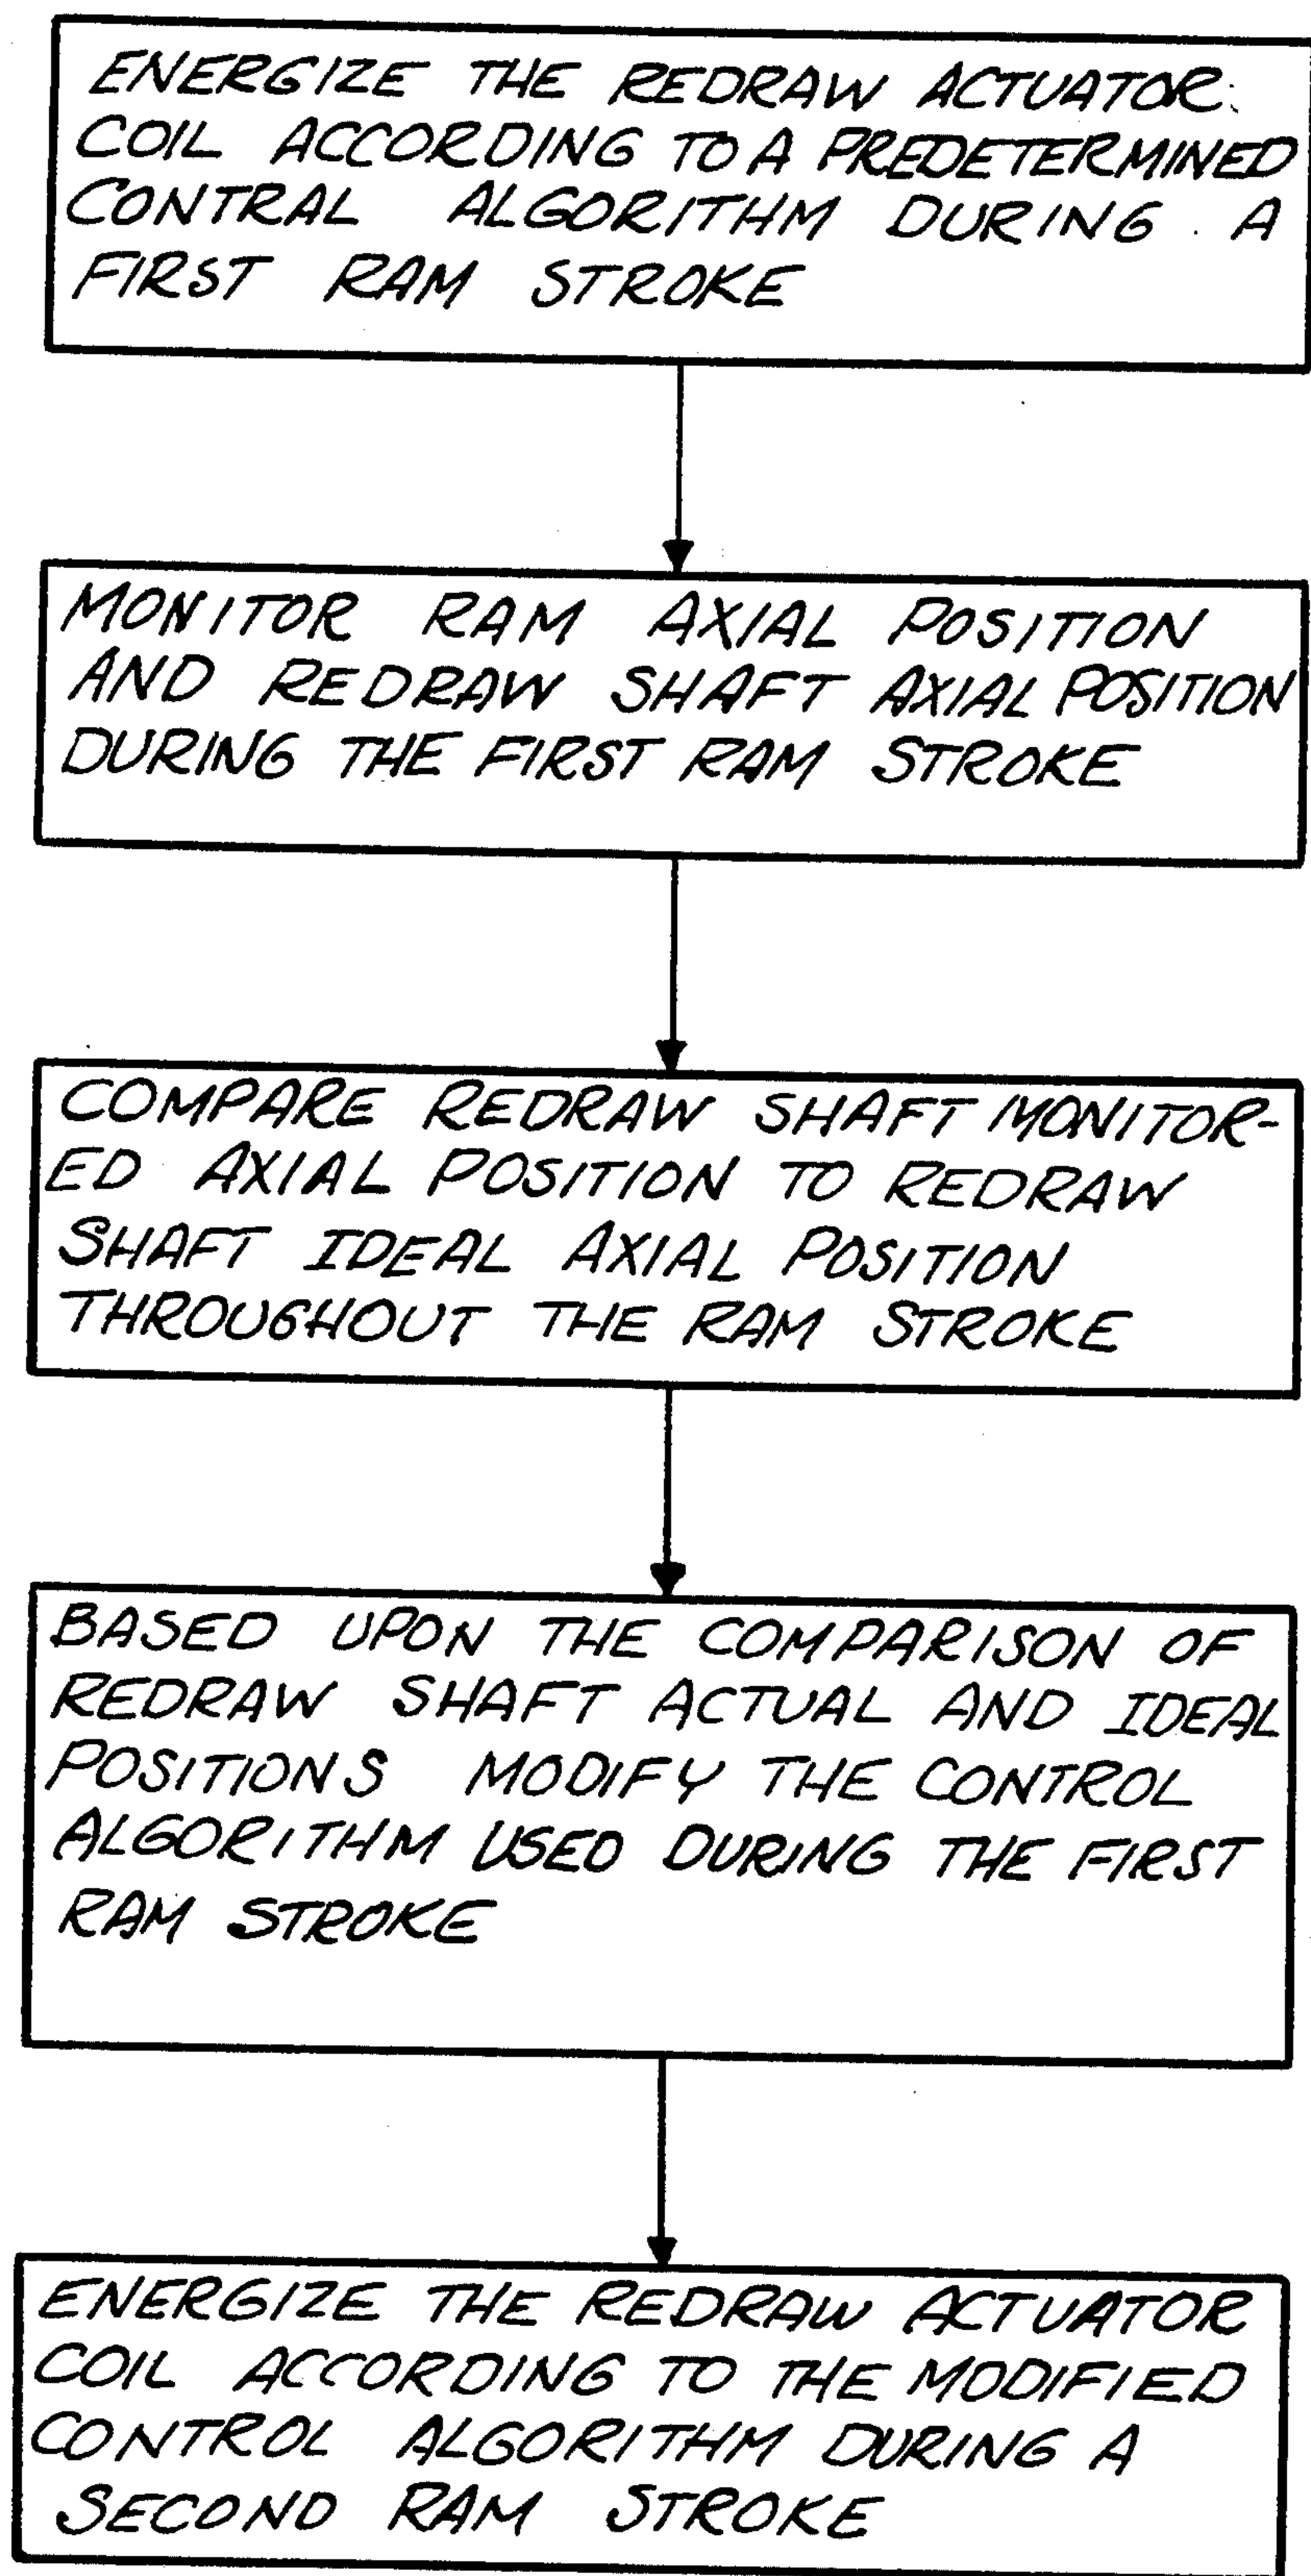 ENERGIZE THE REDRAW ACTUATOR
COIL ACCORDING TO A PREDETERMINED
CONTRAL ALGORITHM DURING A
FIRST RAM STROKE
MONITOR RAM AXIAL POSITION
AND REDRAW SHAFT AXIAL POSITION
DURING THE FIRST RAM STROKE
COMPARE REDRAW SHAFT MONITOR-
ED AXIAL POSITION TO REDRAW
SHAFT IDEAL AXIAL POSITION
THROUGHOUT THE RAM STROKE
BASED UPON THE COMPARISON OF
REDRAW SHAFT ACTUAL AND IDEAL
POSITIONS MODIFY THE CONTROL
ALGORITHM USED DURING THE FIRST
RAM STROKE
ENERGIZE THE REDRAW ACTUATOR
COIL ACCORDING TO THE MODIFIED
CONTROL ALGORITHM DURING A
SECOND RAM STROKE